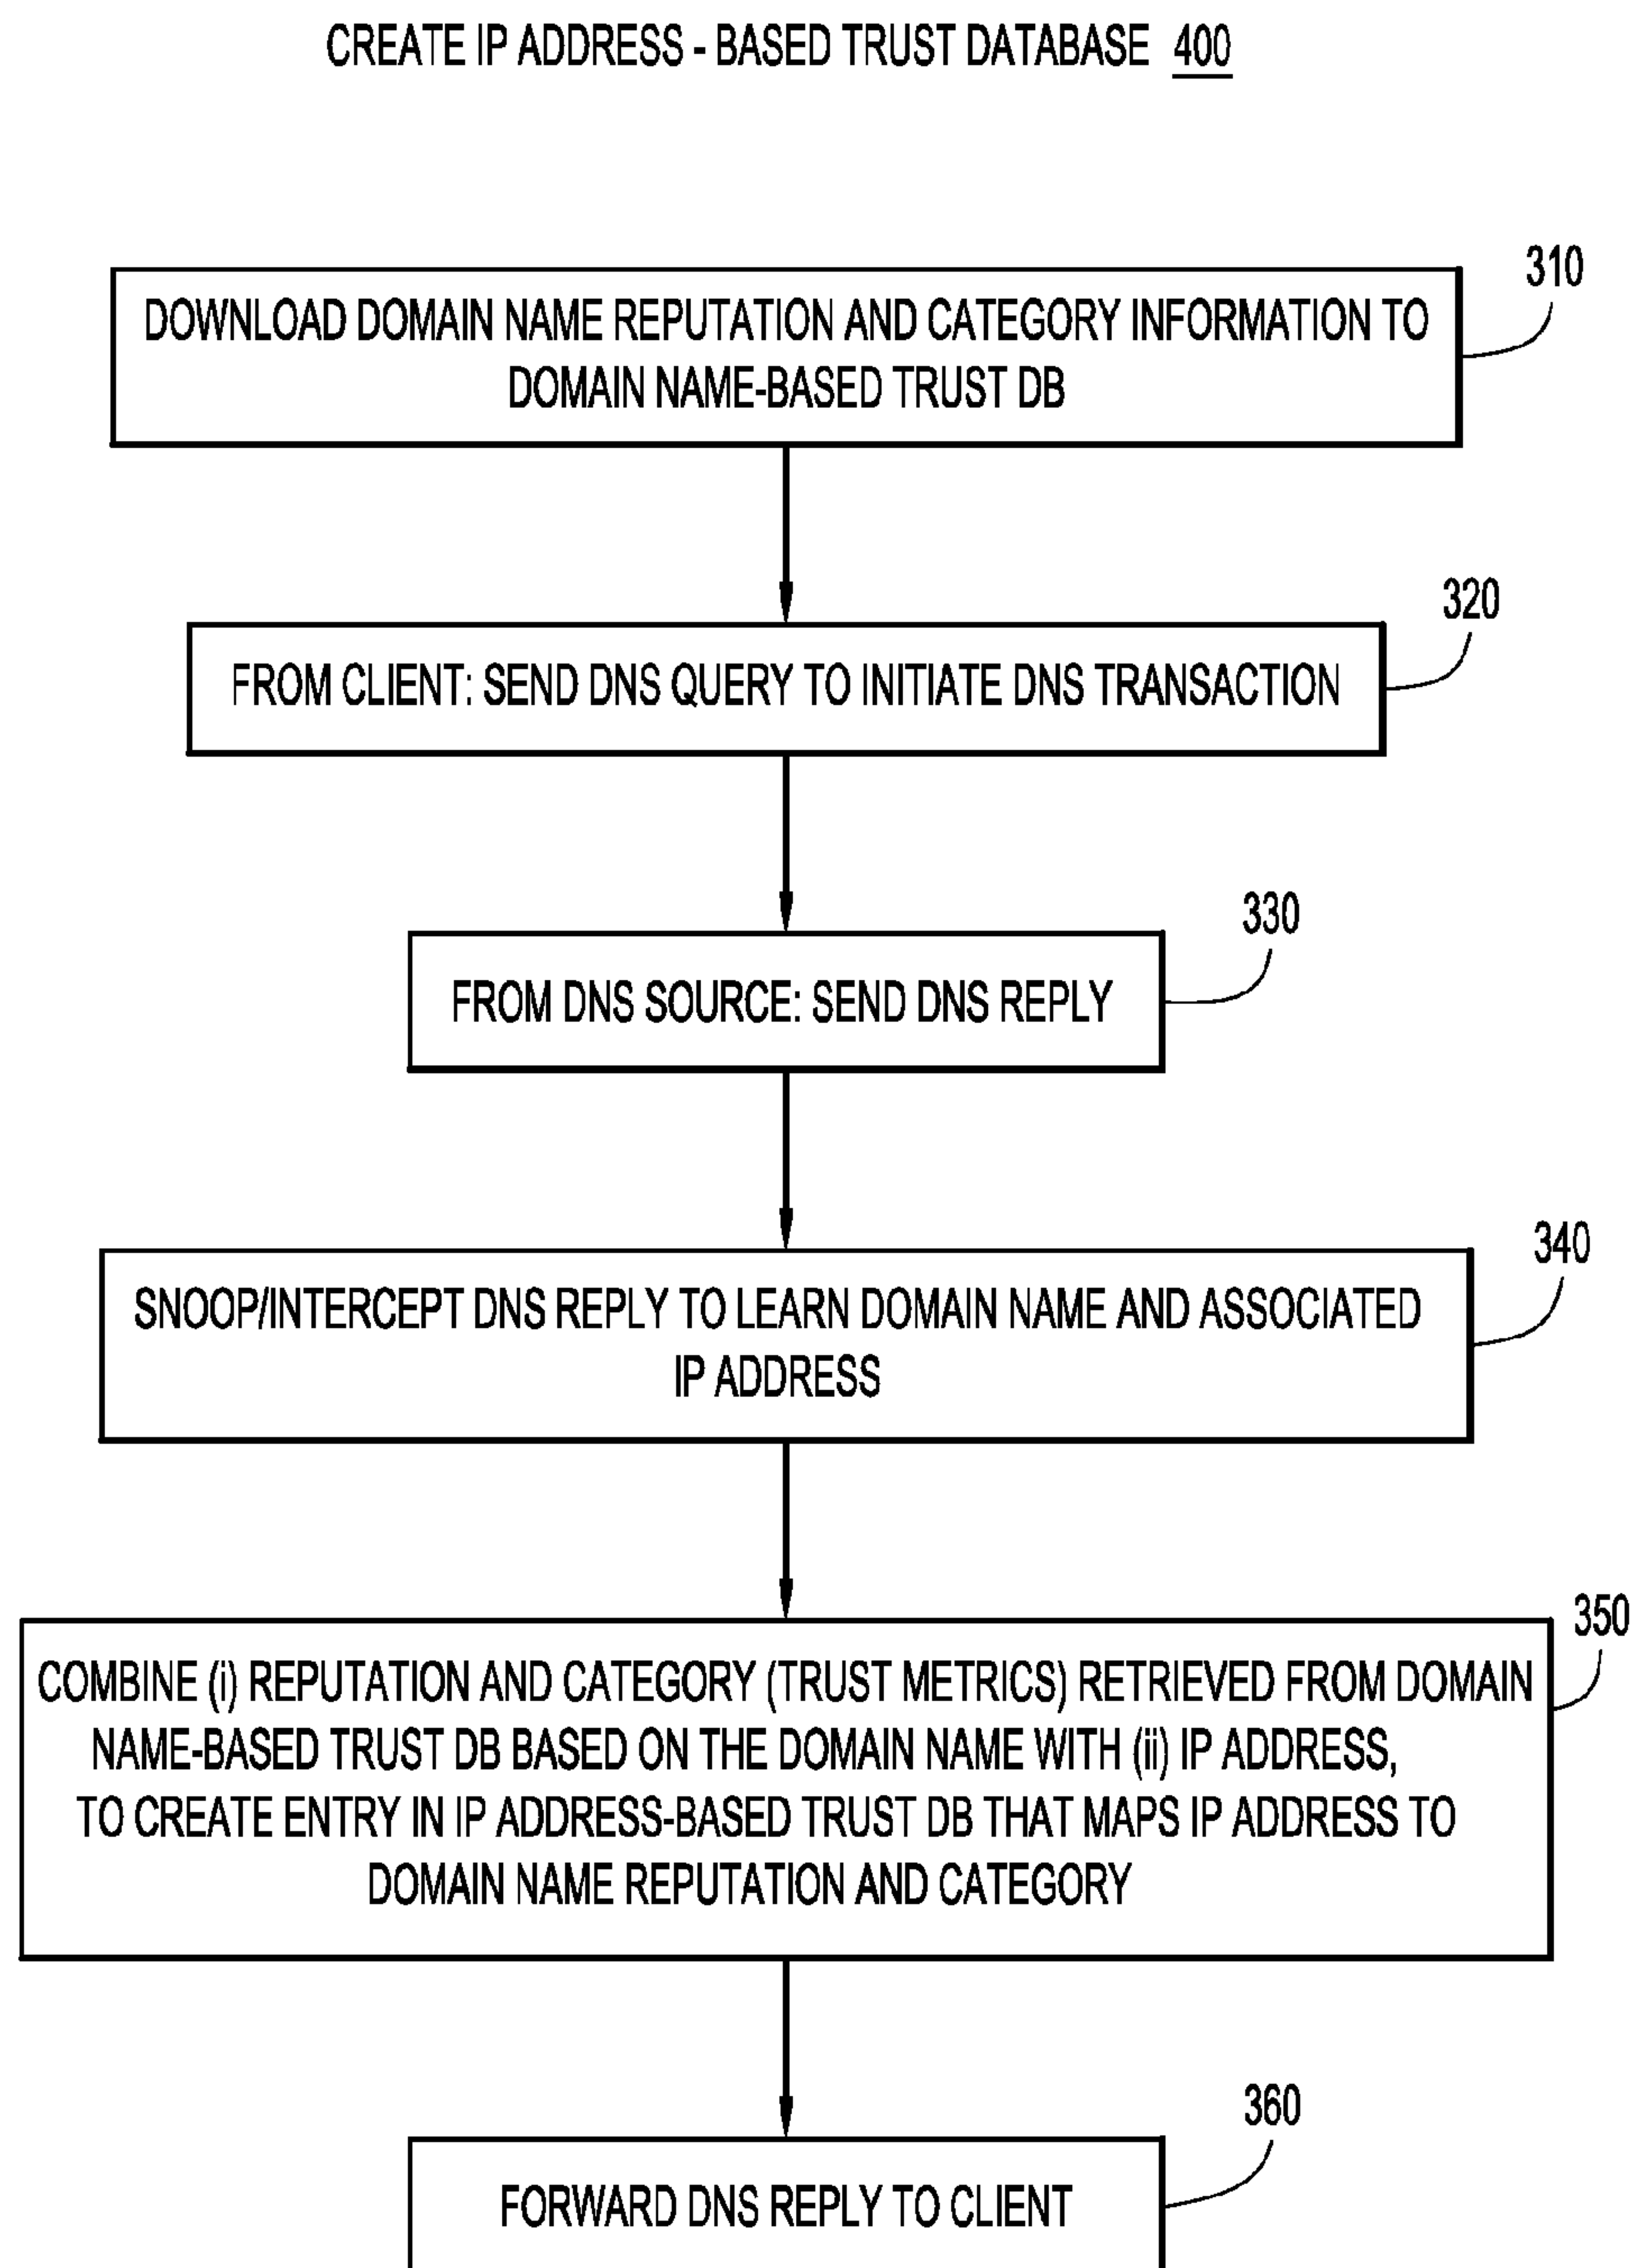 CREATE IP ADDRESS - BASED TRUST DATABASE 400
310
DOWNLOAD DOMAIN NAME REPUTATION AND CATEGORY INFORMATION TO
DOMAIN NAME-BASED TRUST DB
320
FROM CLIENT: SEND DNS QUERY TO INITIATE DNS TRANSACTION
330
FROM DNS SOURCE: SEND DNS REPLY
340
SNOOP/INTERCEPT DNS REPLY TO LEARN DOMAIN NAME AND ASSOCIATED
IP ADDRESS
350
COMBINE (i) REPUTATION AND CATEGORY (TRUST METRICS) RETRIEVED FROM DOMAIN
NAME-BASED TRUST DB BASED ON THE DOMAIN NAME WITH (ii) IP ADDRESS,
TO CREATE ENTRY IN IP ADDRESS-BASED TRUST DB THAT MAPS IP ADDRESS TO
DOMAIN NAME REPUTATION AND CATEGORY
360
FORWARD DNS REPLY TO CLIENT